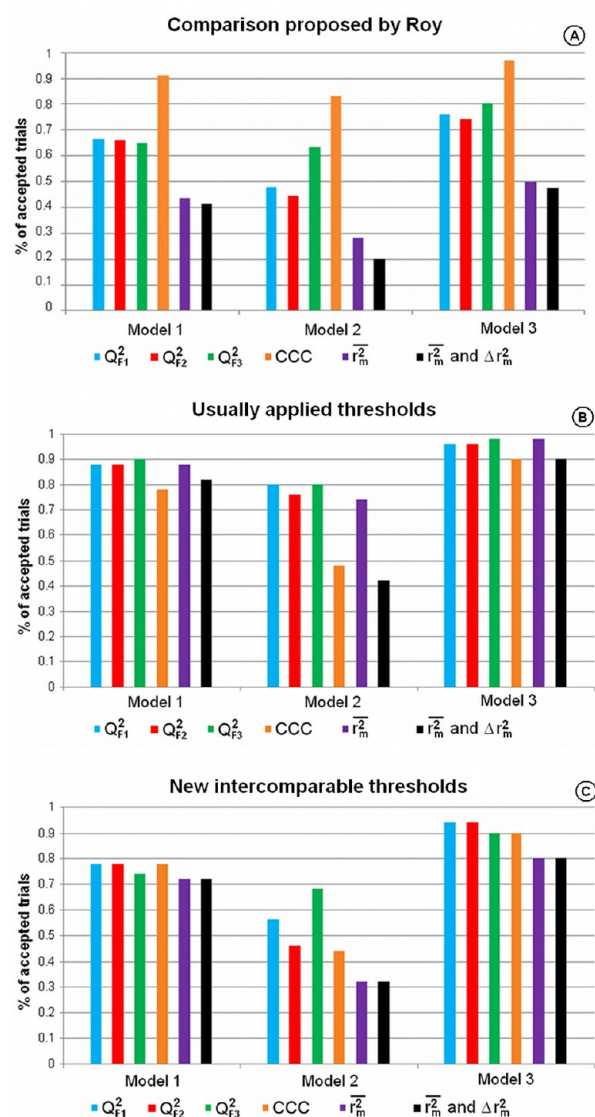 Comparison proposed by Roy
A
% of accepted trials
1
0.9
0.8
0.7
0.6
0.5
0.4
0.3
0.2
0.1
0
Model 1 Model 2 Model 3
Q²F1 Q²F2 Q²F3 CCC r̅²m r̅²m and Δr²m
Usually applied thresholds
B
% of accepted trials
1
0.9
0.8
0.7
0.6
0.5
0.4
0.3
0.2
0.1
0
Model 1 Model 2 Model 3
Q²F1 Q²F2 Q²F3 CCC r̅²m r̅²m and Δr²m
New intercomparable thresholds
C
% of accepted trials
1
0.9
0.8
0.7
0.6
0.5
0.4
0.3
0.2
0.1
0
Model 1 Model 2 Model 3
Q²F1 Q²F2 Q²F3 CCC r̅²m r̅²m and Δr²m